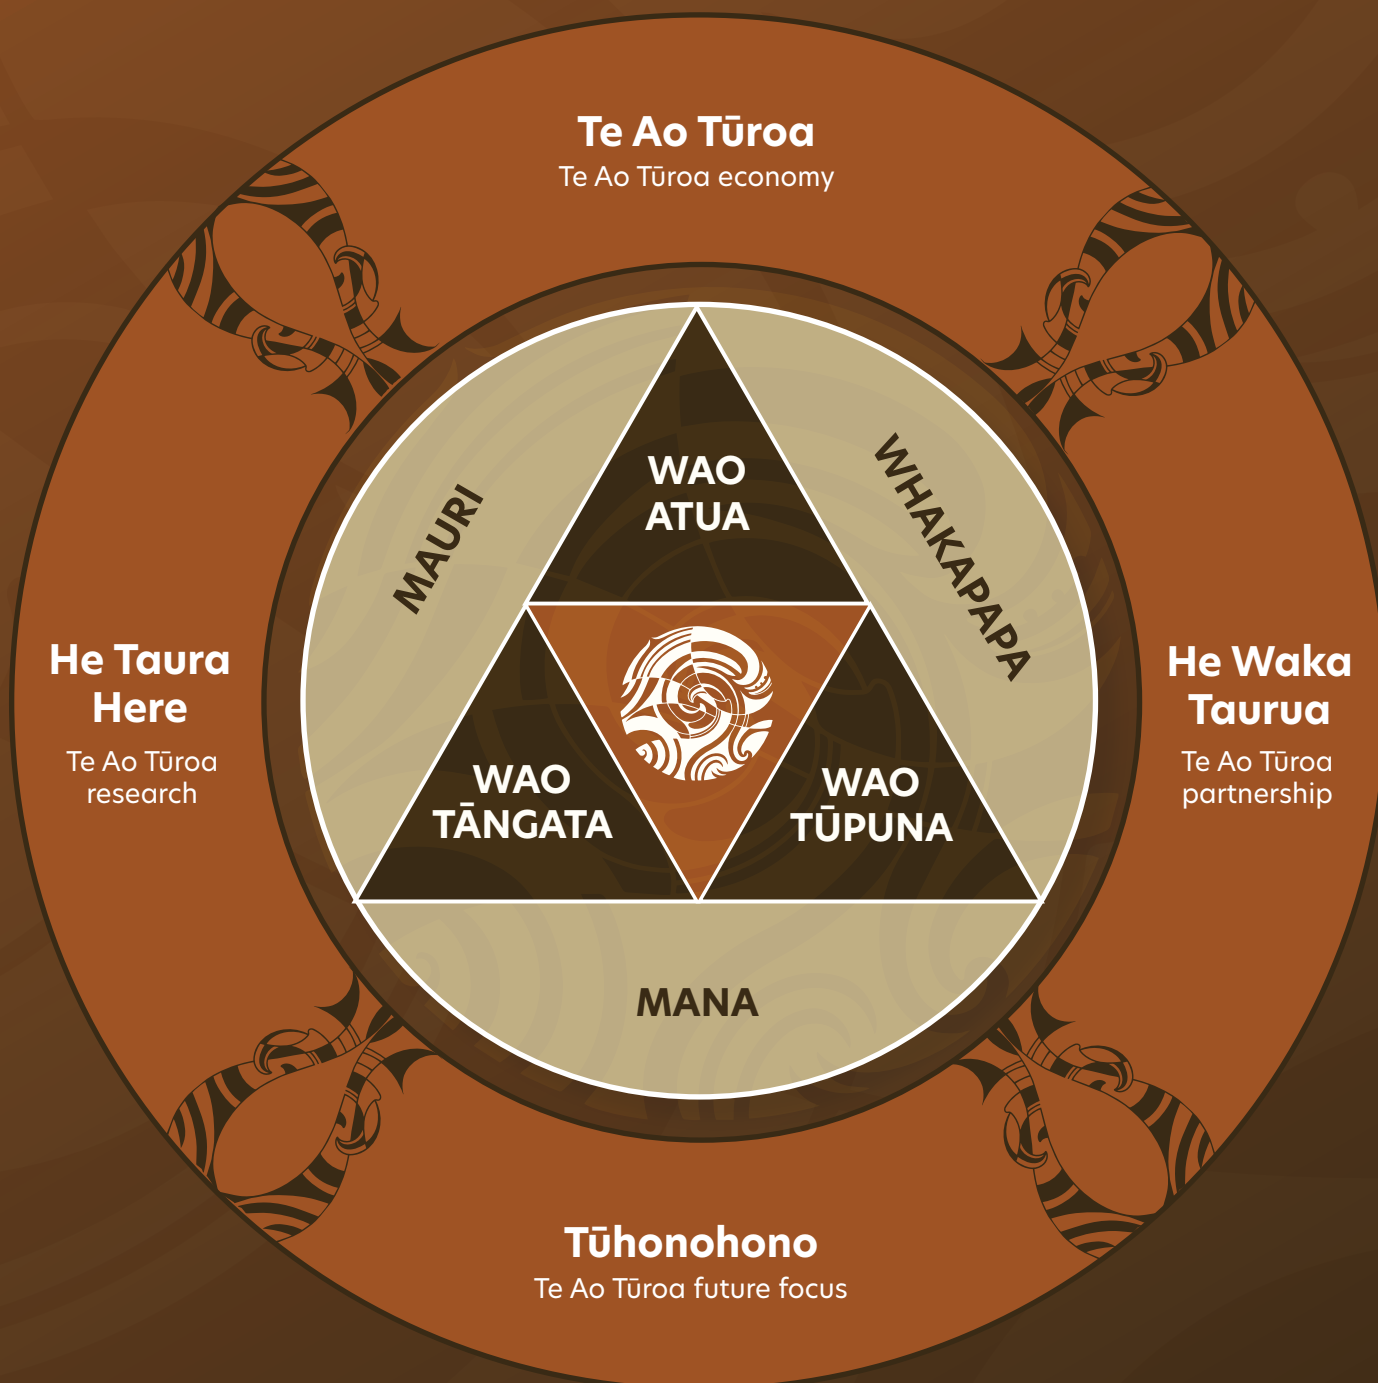 Te Ao Tūroa
Te Ao Tūroa economy
MAURI
WHAKAPAPA
WAO
ATUA
He Taura
Here
Te Ao Tūroa
research
He Waka
Taurua
Te Ao Tūroa
partnership
WAO
TĀNGATA
WAO
TŪPUNA
MANA
Tūhonohono
Te Ao Tūroa future focus